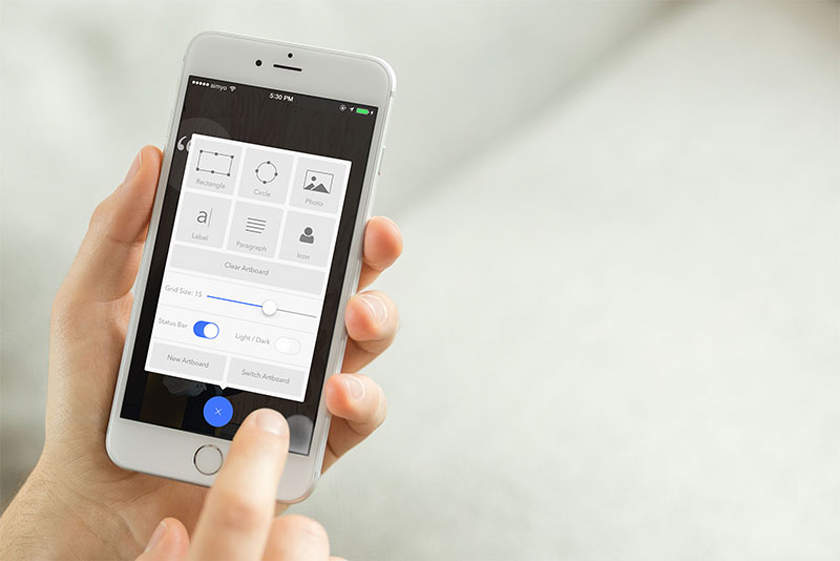 simyo
5:30 PM
“
Rectangle
Circle
Photo
a
Label
Paragraph
Icon
Clear Artboard
Grid Size: 15
Status Bar
Light / Dark
New Artboard
Switch Artboard